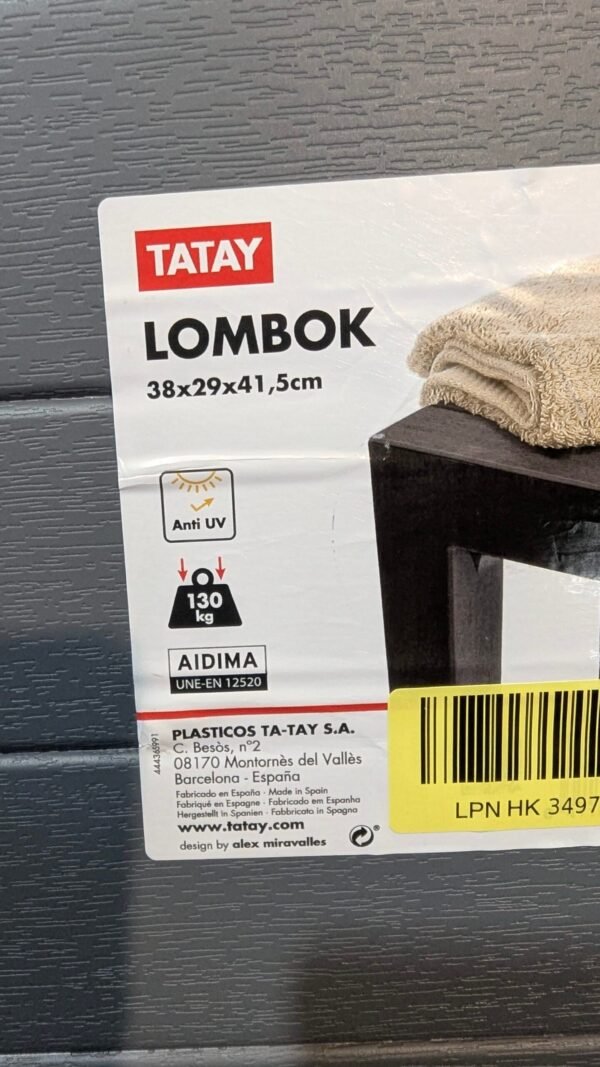 TATAY
LOMBOK
38x29x41,5cm
Anti UV
130
kg
AIDIMA
UNE-EN 12520
PLASTICOS TA-TAY S.A.
C. Besòs, nº2
08170 Montornès del Vallès
Barcelona - España
Fabricado en España · Made in Spain
Fabriqué en Espagne · Fabricado em Espanha
Hergestellt in Spanien · Fabbricato in Spagna
www.tatay.com
design by alex miravalles
LPN HK 3497